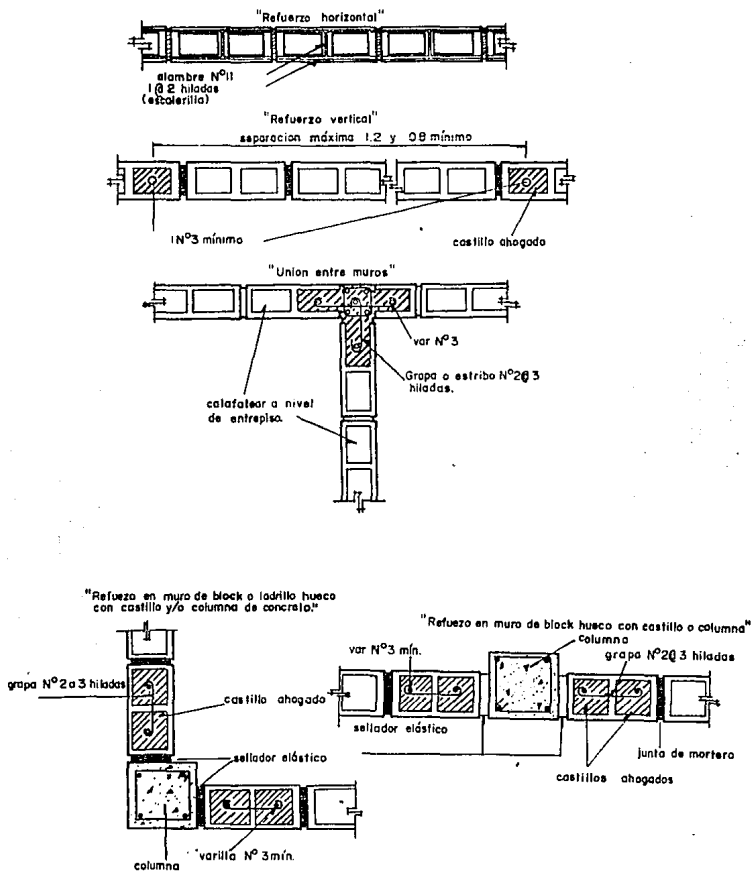 "Refuerzo horizontal"
alambre Nº11
1 @ 2 hiladas
(escalerilla)
"Refuerzo vertical"
separacion máxima 1.2 y 0.8 mínimo
1Nº3 mínimo
castillo ahogado
"Union entre muros"
var Nº3
Grapa o estribo Nº2@3
hiladas.
calafatear a nivel
de entrepiso.
"Refuezo en muro de block o ladrillo hueco
con castillo y/o columna de concreto."
grapa Nº2 a 3 hiladas
castillo ahogado
sellador elástico
varilla Nº 3 mín.
columna
"Refuezo en muro de block hueco con castillo o columna"
columna
var Nº3 mín.
grapa Nº2@3 hiladas
sellador elástico
junta de mortero
castillos ahogados